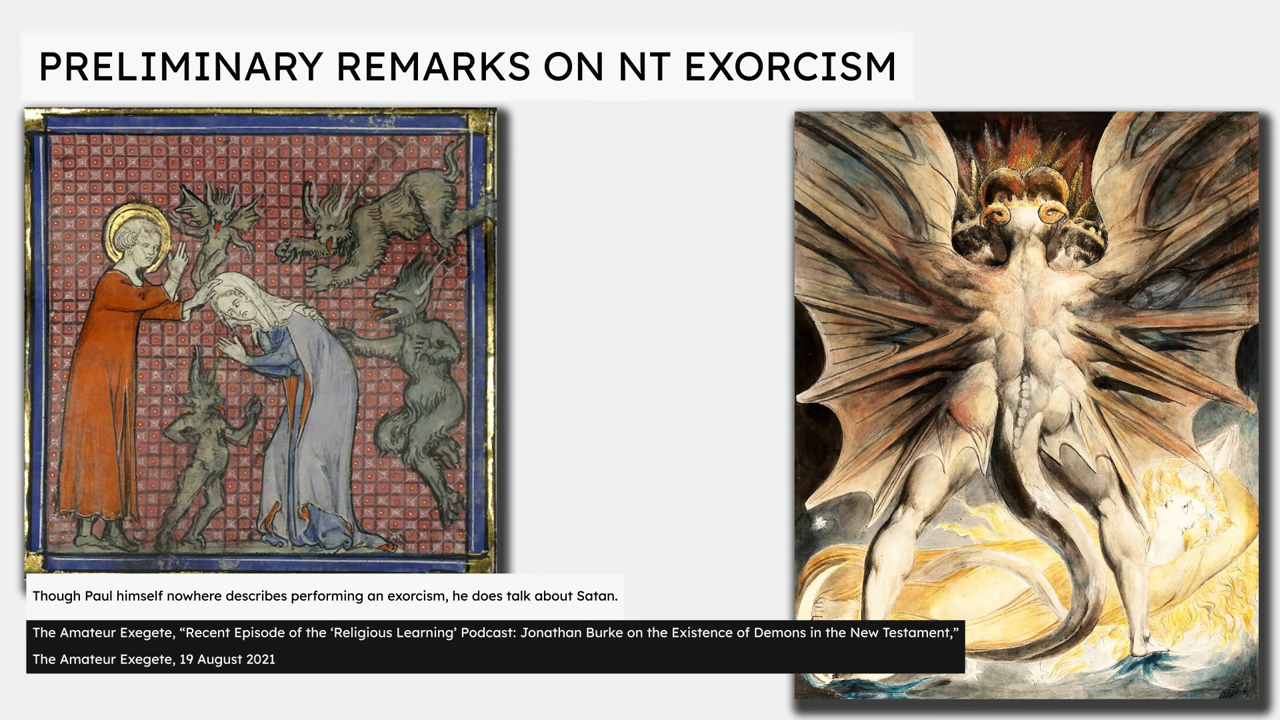 PRELIMINARY REMARKS ON NT EXORCISM
Though Paul himself nowhere describes performing an exorcism, he does talk about Satan.
The Amateur Exegete, “Recent Episode of the ‘Religious Learning’ Podcast: Jonathan Burke on the Existence of Demons in the New Testament,”
The Amateur Exegete, 19 August 2021